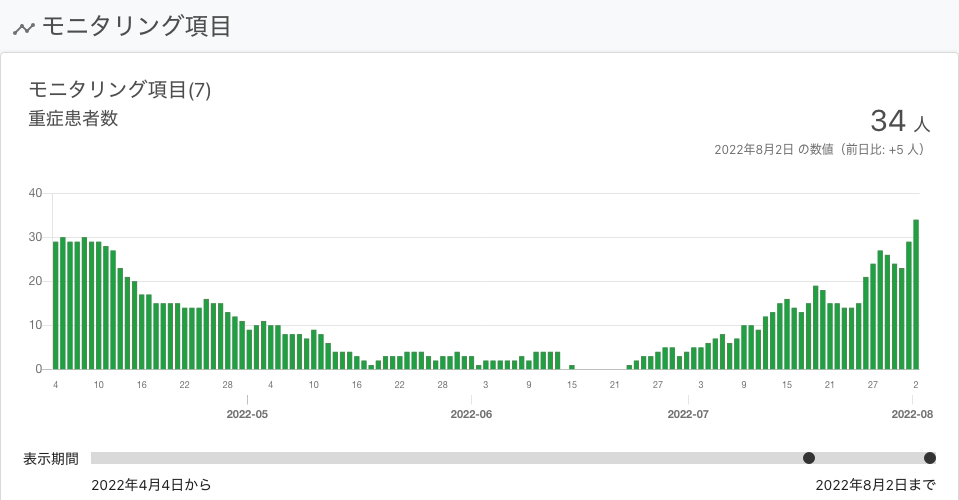 モニタリング項目
モニタリング項目(7)
重症患者数
34 人
2022年8月2日 の数値（前日比: +5 人）
40
30
20
10
0
4 10 16 22 28 4 10 16 22 28 3 9 15 21 27 3 9 15 21 27 2
2022-05 2022-06 2022-07 2022-08
表示期間
2022年4月4日から 2022年8月2日まで